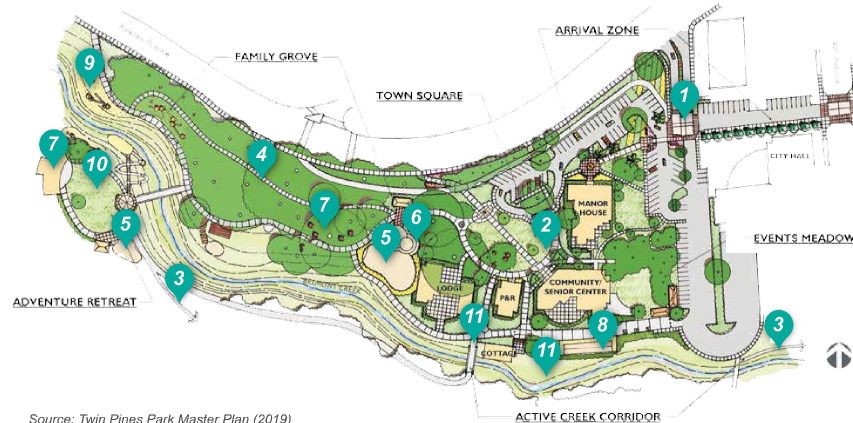 ARRIVAL ZONE
FAMILY GROVE
9
TOWN SQUARE
1
4
CITY HALL
7
10
7
MANOR
HOUSE
6
5
5
2
EVENTS MEADOW
3
BELMONT CREEK
LODGE
P&R
COMMUNITY/
SENIOR CENTER
ADVENTURE RETREAT
11
8
3
COTTAGE
11
ACTIVE CREEK CORRIDOR
Source: Twin Pines Park Master Plan (2019)